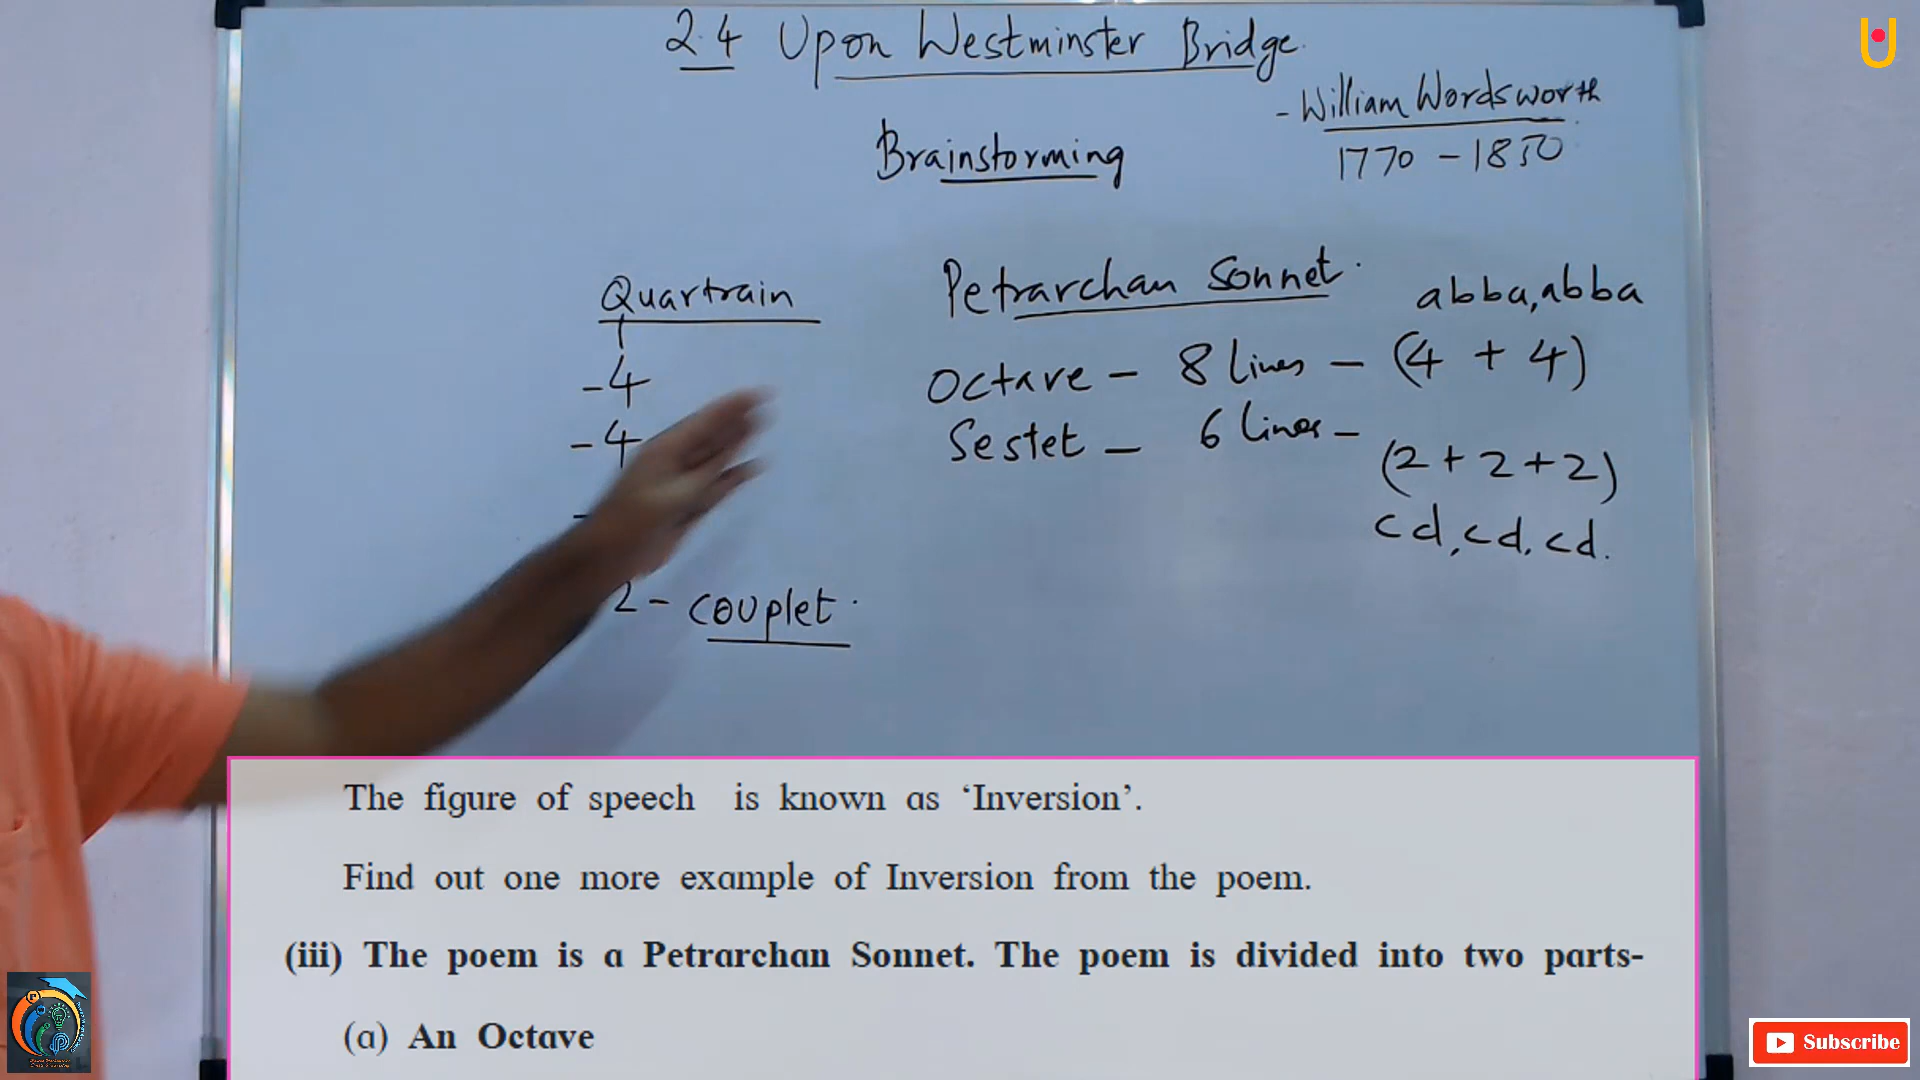 2.4 Upon Westminster Bridge.
- William Wordsworth
1770 - 1850
Brainstorming
Quartrain
- 4
- 4
2 - couplet.
Petrarchan Sonnet.
abba, abba
Octave - 8 lines - (4 + 4)
Sestet - 6 lines -
(2 + 2 + 2)
cd, cd, cd.
The figure of speech is known as ‘Inversion’.
Find out one more example of Inversion from the poem.
(iii) The poem is a Petrarchan Sonnet. The poem is divided into two parts-
(a) An Octave
Subscribe